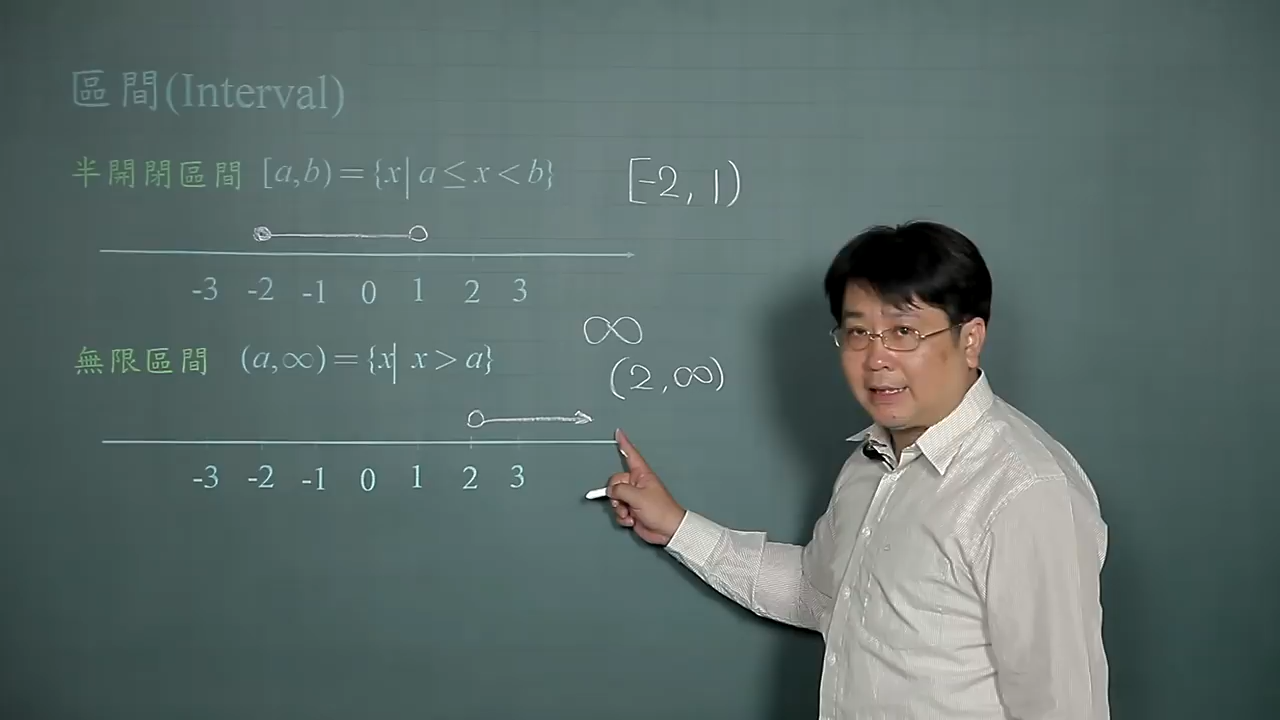 區間(Interval)
半開閉區間 [a,b)={x| a≤x<b} [-2, 1)
-3 -2 -1 0 1 2 3
∞
無限區間 (a,∞)={x| x>a} (2,∞)
-3 -2 -1 0 1 2 3